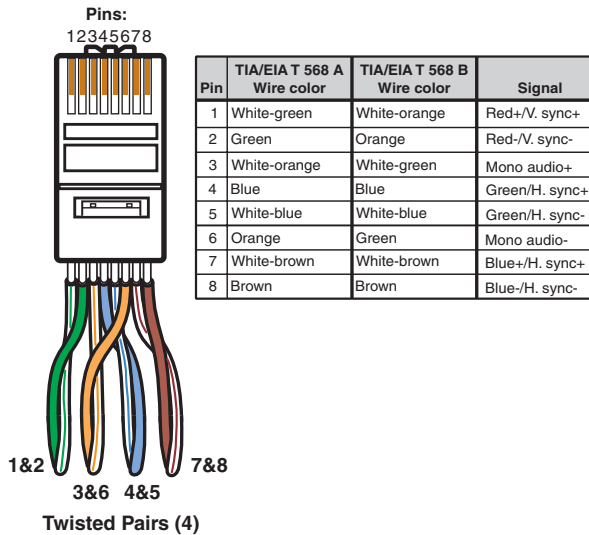 Pins:
12345678
Pin TIA/EIA T 568 A Wire color TIA/EIA T 568 B Wire color Signal
1 White-green White-orange Red+/V. sync+
2 Green Orange Red-/V. sync-
3 White-orange White-green Mono audio+
4 Blue Blue Green/H. sync+
5 White-blue White-blue Green/H. sync-
6 Orange Green Mono audio-
7 White-brown White-brown Blue+/H. sync+
8 Brown Brown Blue-/H. sync-
1&2 7&8
3&6 4&5
Twisted Pairs (4)